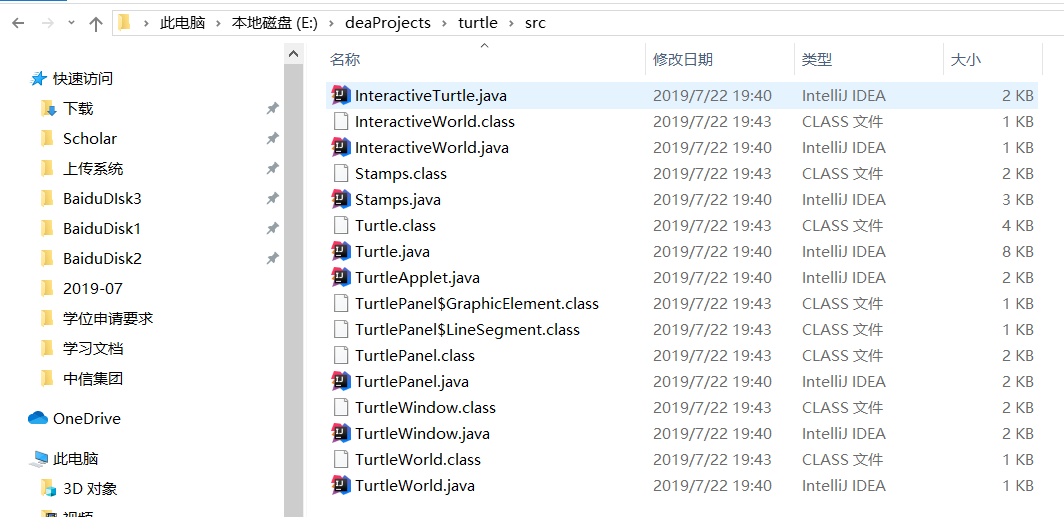 此电脑 › 本地磁盘 (E:) › deaProjects › turtle › src
名称 修改日期 类型 大小
快速访问
下载
Scholar
上传系统
BaiduDIsk3
BaiduDisk1
BaiduDisk2
2019-07
学位申请要求
学习文档
中信集团
OneDrive
此电脑
3D 对象
视频
InteractiveTurtle.java 2019/7/22 19:40 IntelliJ IDEA 2 KB
InteractiveWorld.class 2019/7/22 19:43 CLASS 文件 1 KB
InteractiveWorld.java 2019/7/22 19:40 IntelliJ IDEA 1 KB
Stamps.class 2019/7/22 19:43 CLASS 文件 2 KB
Stamps.java 2019/7/22 19:40 IntelliJ IDEA 3 KB
Turtle.class 2019/7/22 19:43 CLASS 文件 4 KB
Turtle.java 2019/7/22 19:40 IntelliJ IDEA 8 KB
TurtleApplet.java 2019/7/22 19:40 IntelliJ IDEA 2 KB
TurtlePanel$GraphicElement.class 2019/7/22 19:43 CLASS 文件 1 KB
TurtlePanel$LineSegment.class 2019/7/22 19:43 CLASS 文件 1 KB
TurtlePanel.class 2019/7/22 19:43 CLASS 文件 2 KB
TurtlePanel.java 2019/7/22 19:40 IntelliJ IDEA 2 KB
TurtleWindow.class 2019/7/22 19:43 CLASS 文件 2 KB
TurtleWindow.java 2019/7/22 19:40 IntelliJ IDEA 2 KB
TurtleWorld.class 2019/7/22 19:43 CLASS 文件 1 KB
TurtleWorld.java 2019/7/22 19:40 IntelliJ IDEA 1 KB